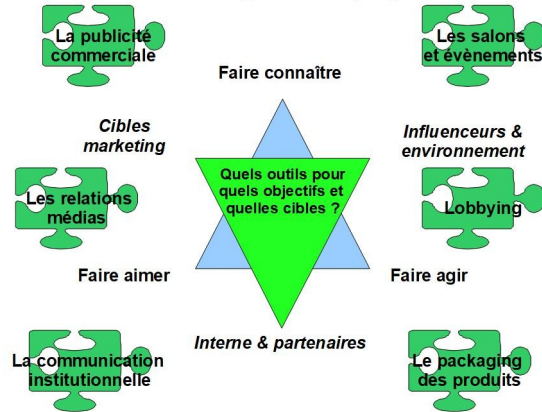 La publicité
commerciale
Les salons
et évènements
Faire connaître
Cibles
marketing
Influenceurs &
environnement
Quels outils pour
quels objectifs et
quelles cibles ?
Les relations
médias
Lobbying
Faire aimer
Faire agir
Interne & partenaires
La communication
institutionnelle
Le packaging
des produits